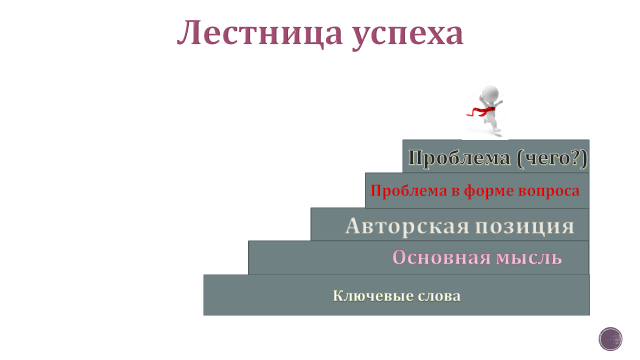 Лестница успеха
Проблема (чего?)
Проблема в форме вопроса
Авторская позиция
Основная мысль
Ключевые слова